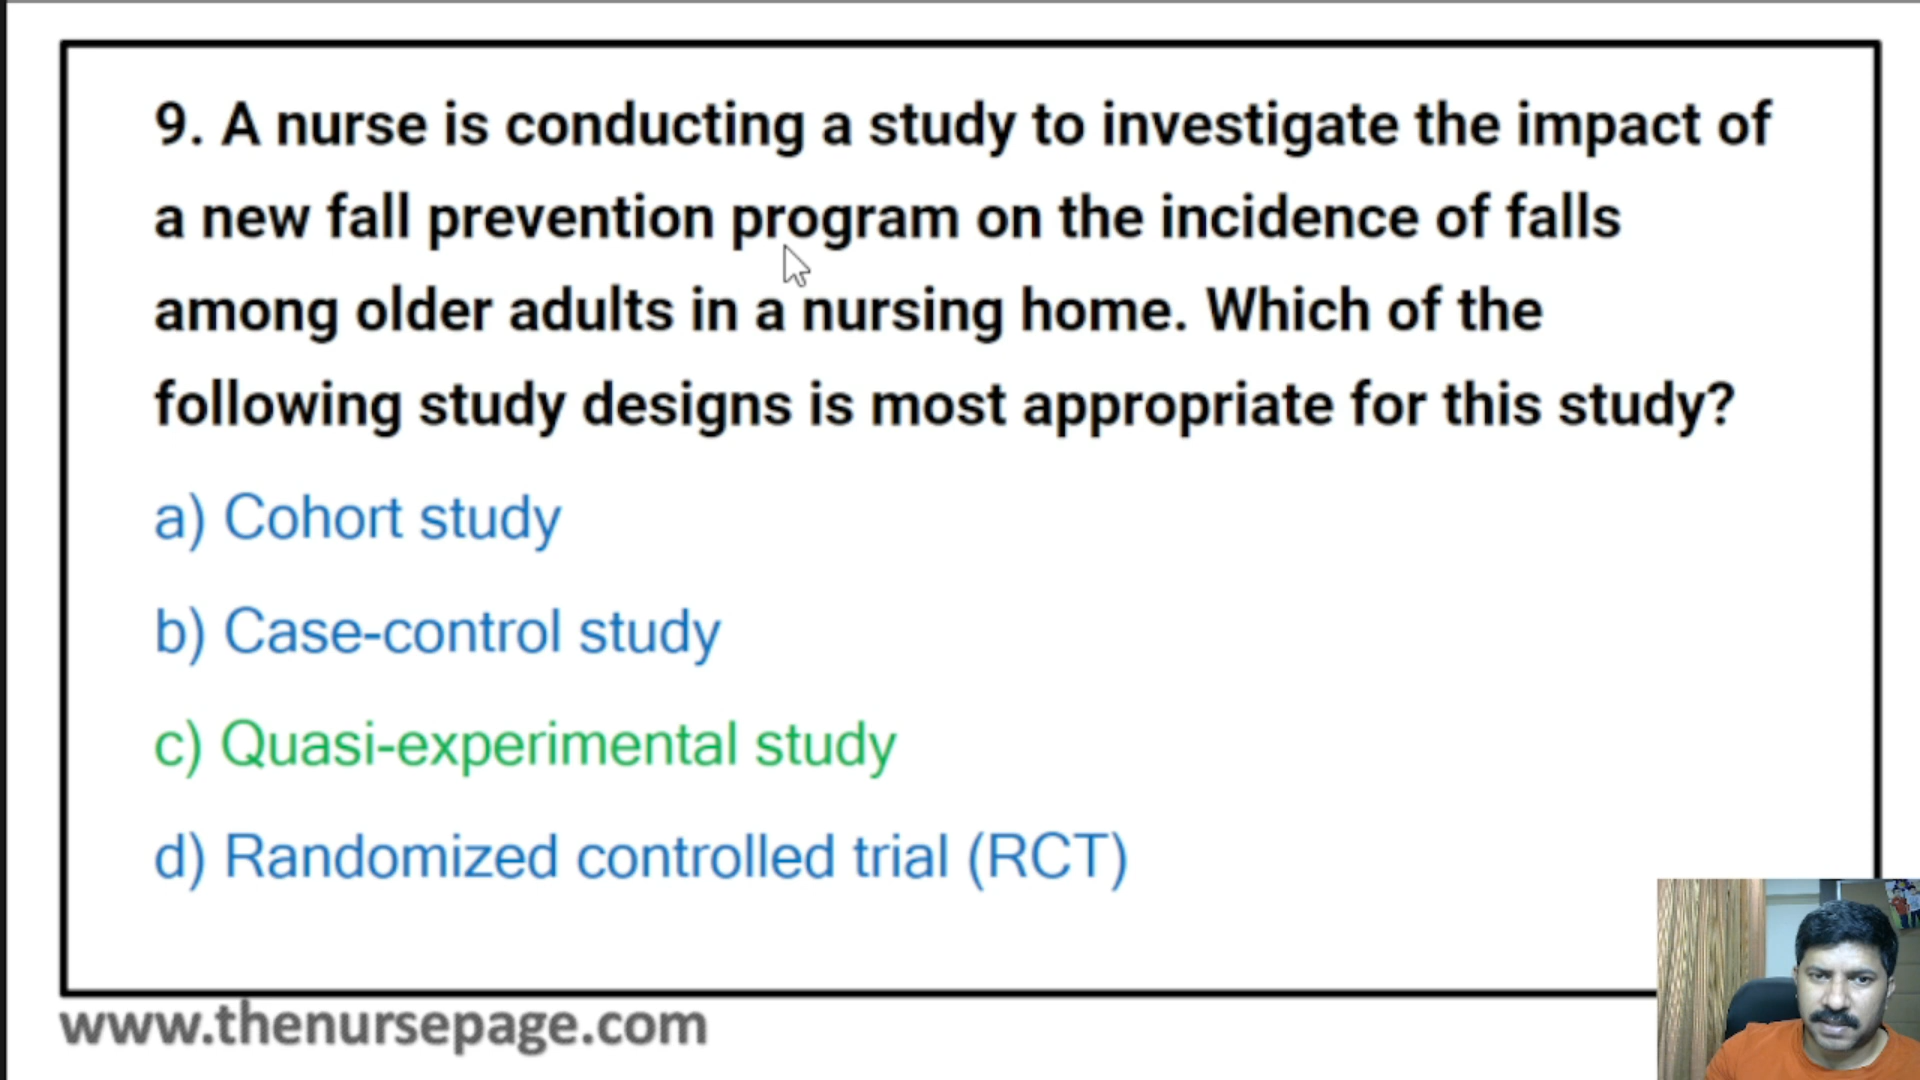 9. A nurse is conducting a study to investigate the impact of
a new fall prevention program on the incidence of falls
among older adults in a nursing home. Which of the
following study designs is most appropriate for this study?
a) Cohort study
b) Case-control study
c) Quasi-experimental study
d) Randomized controlled trial (RCT)
www.thenursepage.com